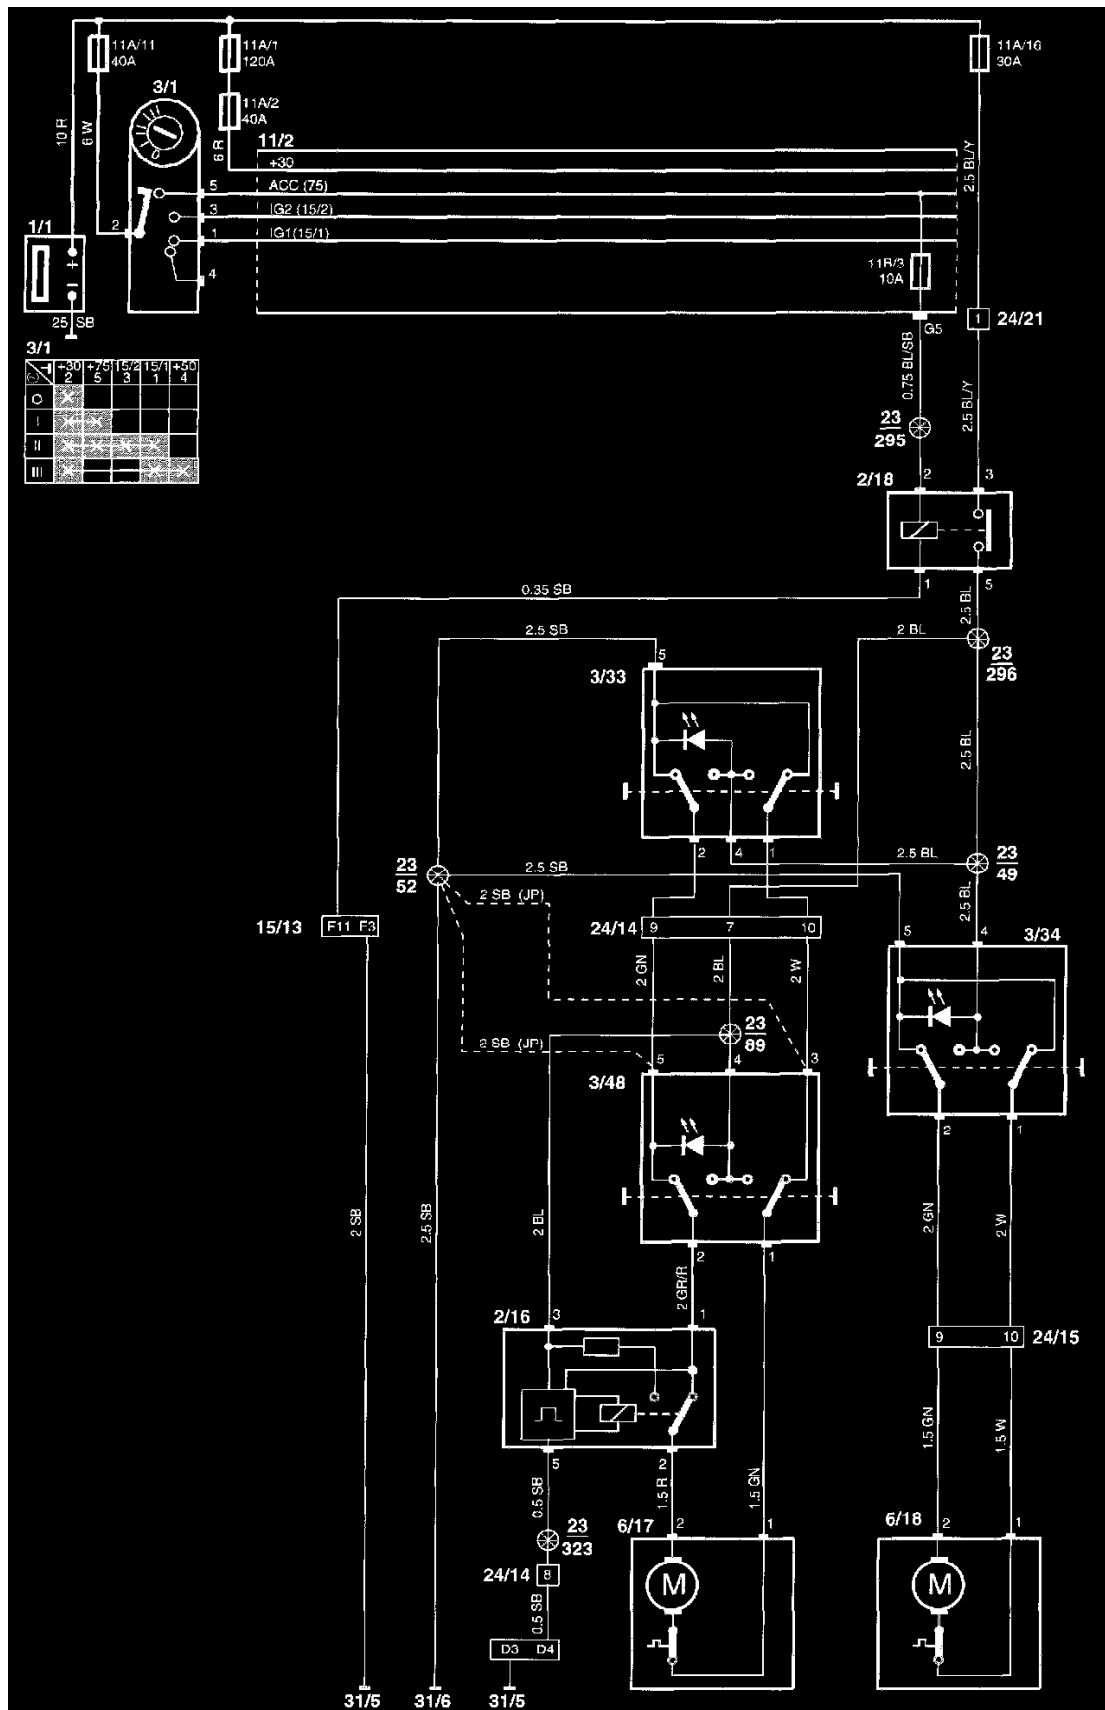 11A/11
40A
11A/1
120A
11A/16
30A
3/1
11A/2
40A
10 R
6 W
6 R
11/2
+30
2.5 BL/Y
5
ACC (75)
3
IG2 (15/2)
2
1
IG1(15/1)
1/1
+
4
11B/3
10A
25 SB
G5
1
24/21
3/1
+30 +75 15/2 15/1 +50
2 5 3 1 4
O
I
II
III
0.75 BL/SB
2.5 BL/Y
23
295
2/18
2
3
1
5
0.35 SB
2.5 BL
2.5 SB
2 BL
23
296
5
3/33
2.5 BL
2
4
1
2.5 BL
23
49
23
52
2.5 SB
2 SB (JP)
2.5 BL
15/13
F11 F3
24/14
9
7
10
5
4
3/34
2 GN
2 BL
2 W
23
89
2 SB (JP)
5
4
3
3/48
2
1
2 SB
2.5 SB
2 BL
2 GN
2 W
2
1
2 GR/R
2/16
3
1
9
10
24/15
5
2
0.5 SB
1.5 R
1.5 GN
1.5 GN
1.5 W
23
323
6/17
2
1
6/18
2
1
24/14
8
M
M
0.5 SB
D3 D4
31/5
31/6
31/5